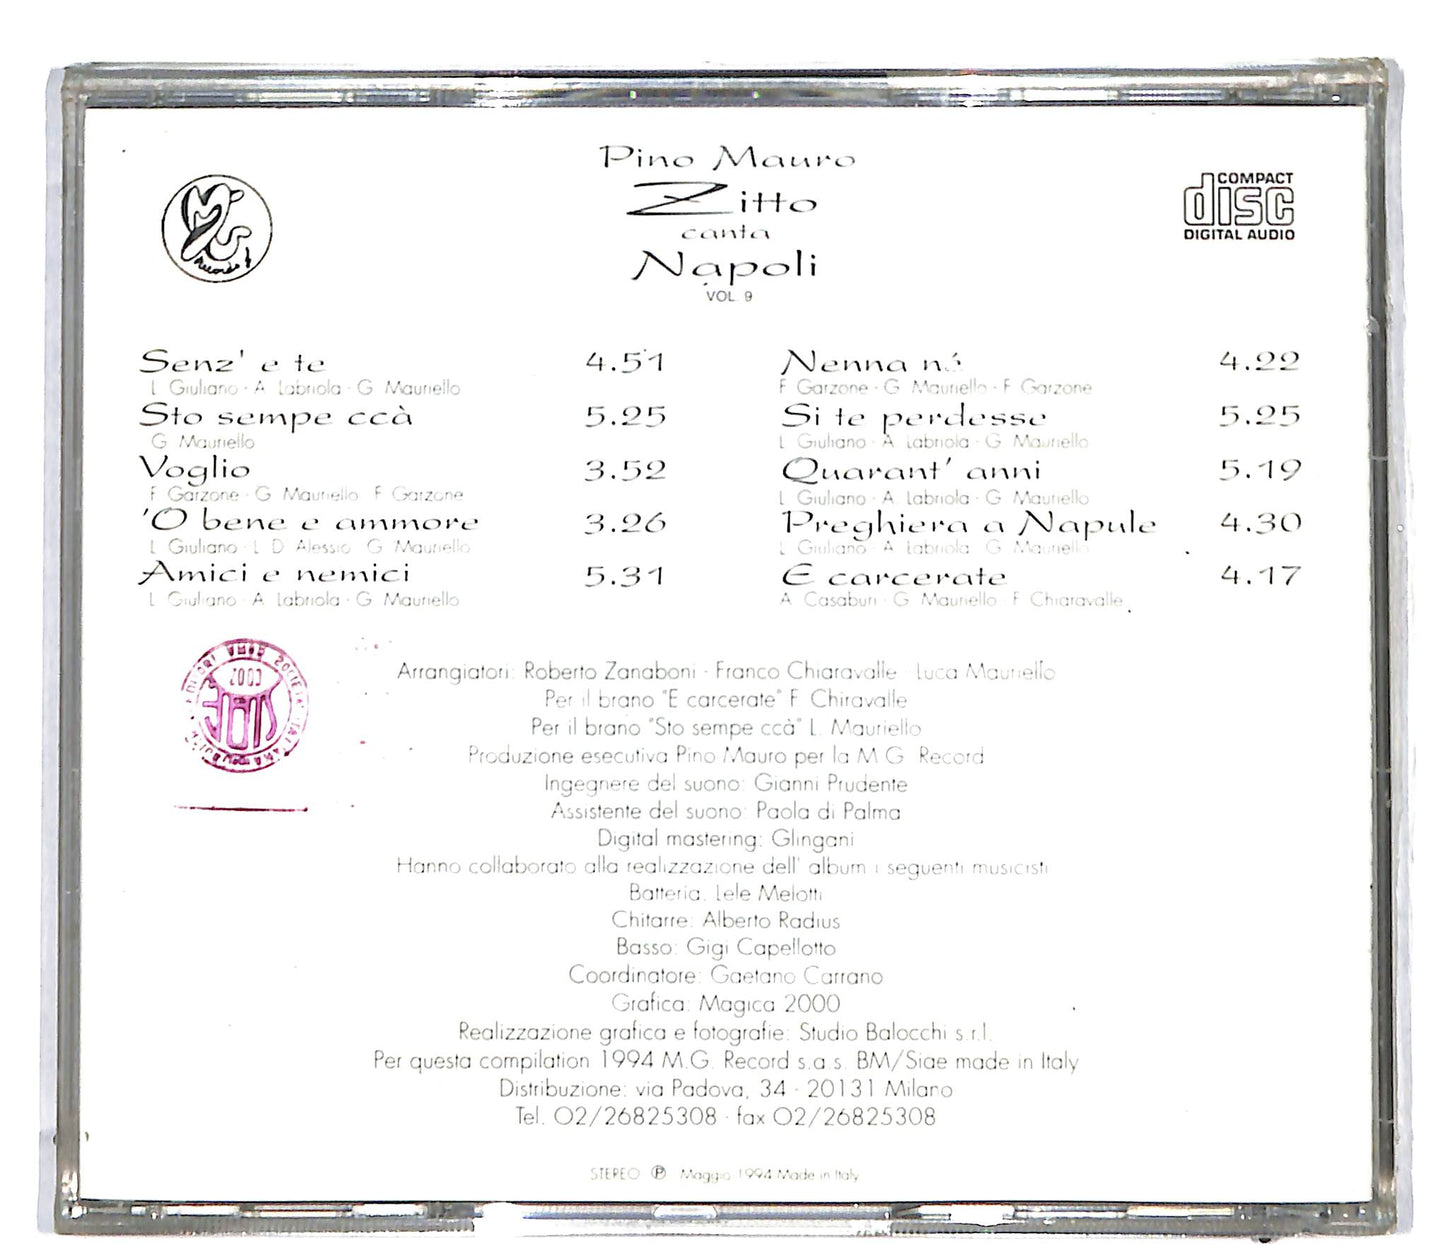 Pino Mauro
Zitto
canta
Napoli
VOL. 9
Records
COMPACT
disc
DIGITAL AUDIO
Senz' e te 4.51
L. Giuliano · A. Labriola · G. Mauriello
Sto sempe ccà 5.25
G. Mauriello
Voglio 3.52
F. Garzone · G. Mauriello F. Garzone
'O bene e ammore 3.26
L. Giuliano · L. D'Alessio G. Mauriello
Amici e nemici 5.31
L. Giuliano · A. Labriola · G. Mauriello
Nenna 4.22
F. Garzone · G. Mauriello · F. Garzone
Si te perdesse 5.25
L. Giuliano · A. Labriola · G. Mauriello
Quarant' anni 5.19
L. Giuliano · A. Labriola · G. Mauriello
Preghiera a Napule 4.30
L. Giuliano · A. Labriola G. Mauriello
E carcerate 4.17
A. Casaburi · G. Mauriello · F. Chiaravalle
Arrangiatori: Roberto Zanaboni · Franco Chiaravalle Luca Mauriello
Per il brano "E carcerate" F. Chiravalle
Per il brano "Sto sempe ccà" L. Mauriello
Produzione esecutiva Pino Mauro per la M.G. Record
Ingegnere del suono: Gianni Prudente
Assistente del suono: Paola di Palma
Digital mastering: Glingani
Hanno collaborato alla realizzazione dell' album i seguenti musicisti
Batteria: Lele Melotti
Chitarre: Alberto Radius
Basso: Gigi Capellotto
Coordinatore: Gaetano Carrano
Grafica: Magica 2000
Realizzazione grafica e fotografie: Studio Balocchi s.r.l.
Per questa compilation 1994 M.G. Record s.a.s. BM/Siae made in Italy
Distribuzione: via Padova, 34 · 20131 Milano
Tel. 02/26825308 · fax 02/26825308
STEREO ℗ Maggio 1994 Made in Italy